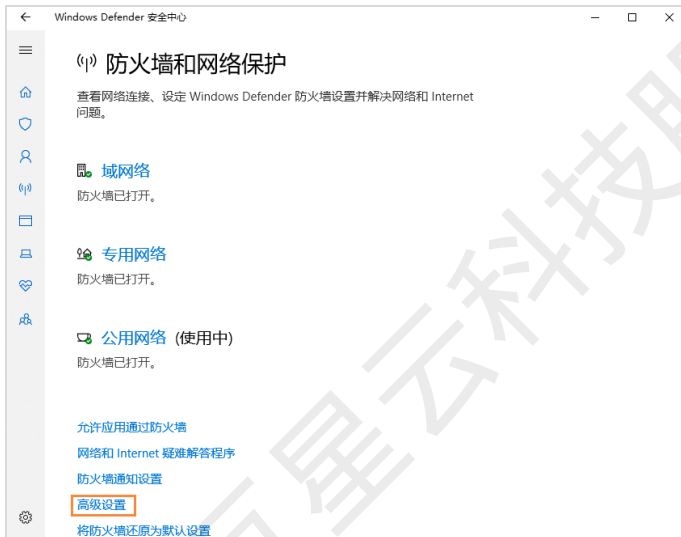 Windows Defender 安全中心
防火墙和网络保护
查看网络连接、设定 Windows Defender 防火墙设置并解决网络和 Internet
问题。
域网络
防火墙已打开。
专用网络
防火墙已打开。
公用网络 (使用中)
防火墙已打开。
允许应用通过防火墙
网络和 Internet 疑难解答程序
防火墙通知设置
高级设置
将防火墙还原为默认设置
星云科技